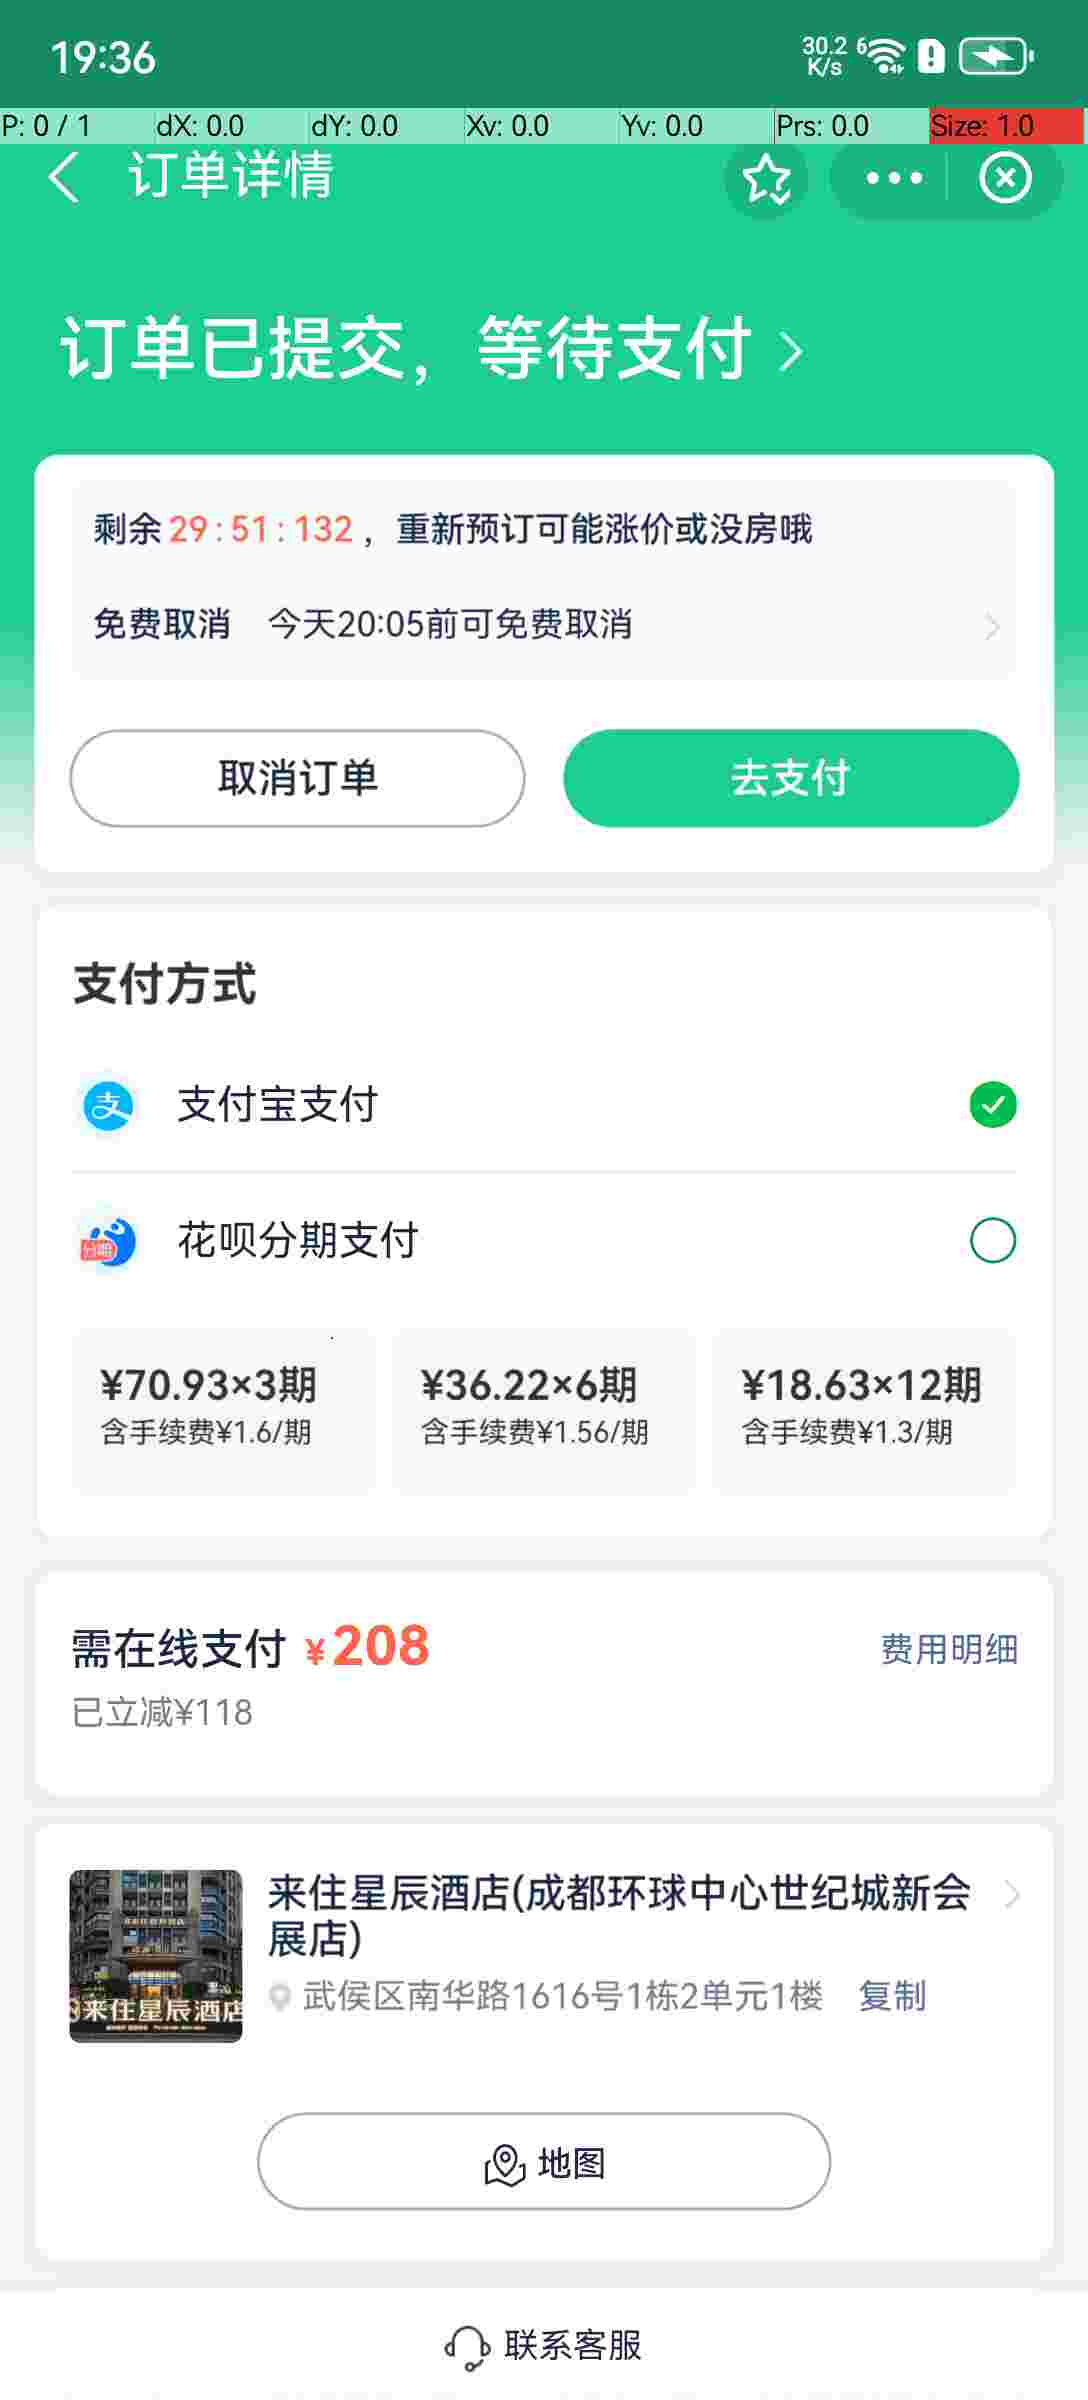 19:36
30.2 K/s
6
P: 0 / 1
dX: 0.0
dY: 0.0
Xv: 0.0
Yv: 0.0
Prs: 0.0
Size: 1.0
订单详情
订单已提交，等待支付
剩余29:51:132，重新预订可能涨价或没房哦
免费取消 今天20:05前可免费取消
取消订单
去支付
支付方式
支 支付宝支付
花呗分期支付
¥70.93×3期
含手续费¥1.6/期
¥36.22×6期
含手续费¥1.56/期
¥18.63×12期
含手续费¥1.3/期
需在线支付 ¥208
费用明细
已立减¥118
来住星辰酒店(成都环球中心世纪城新会
展店)
武侯区南华路1616号1栋2单元1楼 复制
来住星辰酒店
地图
联系客服